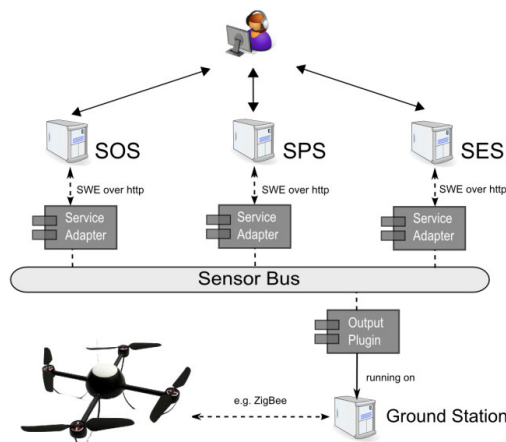 SOS
SPS
SES
SWE over http
SWE over http
SWE over http
Service
Adapter
Service
Adapter
Service
Adapter
Sensor Bus
Output
Plugin
running on
e.g. ZigBee
Ground Station